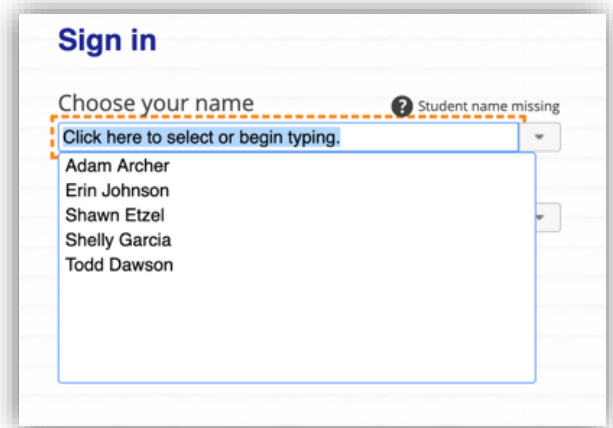 Sign in
Choose your name
? Student name missing
Click here to select or begin typing.
Adam Archer
Erin Johnson
Shawn Etzel
Shelly Garcia
Todd Dawson